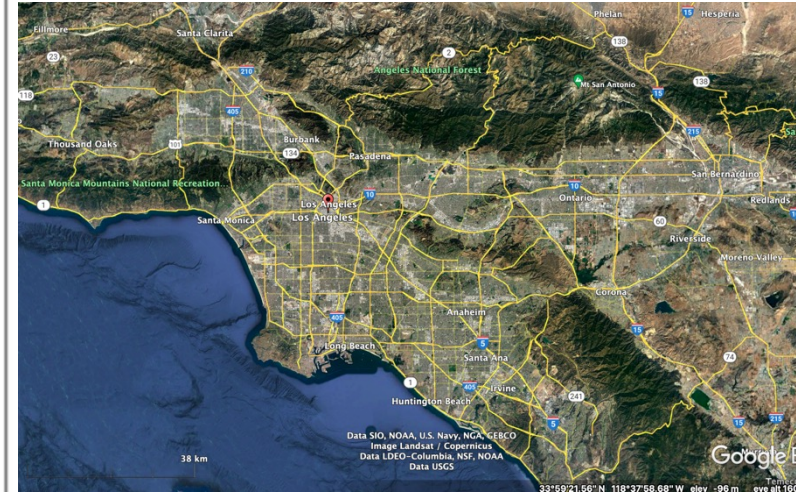 Phelan
15
Hesperia
Fillmore
Santa Clarita
138
23
2
210
Angeles National Forest
Mt San Antonio
138
118
15
405
215
Thousand Oaks
101
Burbank
134
Pasadena
San Bernardino
Santa Monica Mountains National Recreation...
10
10
Los Angeles
Ontario
Redlands
1
Los Angeles
Santa Monica
60
Riverside
Moreno Valley
Corona
405
Anaheim
15
Long Beach
5
Santa Ana
74
1
405
Irvine
241
Huntington Beach
5
15
215
Data SIO, NOAA, U.S. Navy, NGA, GEBCO
Image Landsat / Copernicus
Data LDEO-Columbia, NSF, NOAA
Data USGS
38 km
Google
33°59'21.56" N 118°37'58.68" W elev -96 m eye alt 160